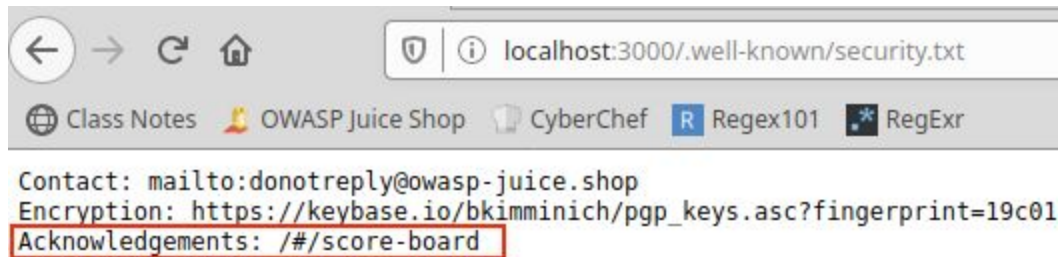 localhost:3000/.well-known/security.txt
Class Notes OWASP Juice Shop CyberChef R Regex101 .* RegExr
Contact: mailto:donotreply@owasp-juice.shop
Encryption: https://keybase.io/bkimminich/pgp_keys.asc?fingerprint=19c01
Acknowledgements: /#/score-board